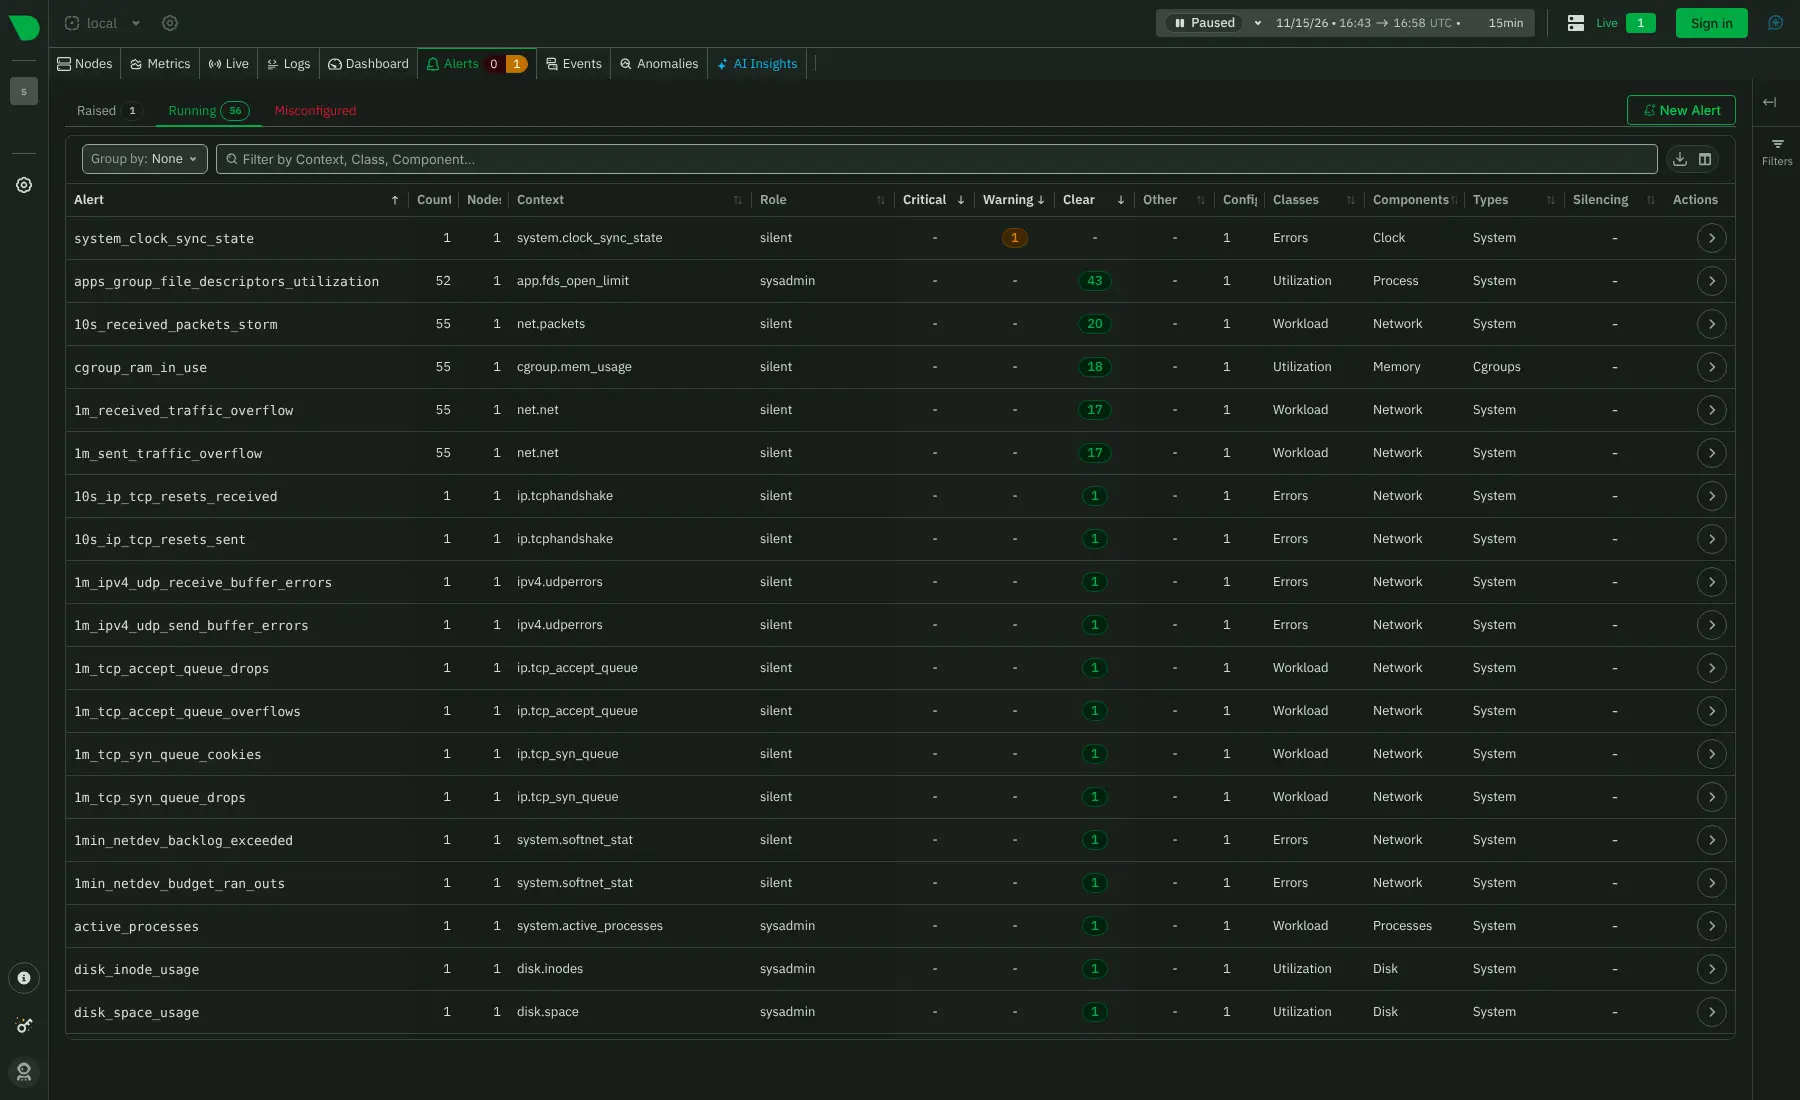 local
Paused 11/15/26 • 16:43 → 16:58 UTC • 15min Live 1 Sign in
Nodes Metrics Live Logs Dashboard Alerts 0 1 Events Anomalies AI Insights
s
Raised 1 Running 56 Misconfigured New Alert
Group by: None Filter by Context, Class, Component... Filters
Alert Count Nodes Context Role Critical Warning Clear Other Config Classes Components Types Silencing Actions
system_clock_sync_state 1 1 system.clock_sync_state silent - 1 - - 1 Errors Clock System -
apps_group_file_descriptors_utilization 52 1 app.fds_open_limit sysadmin - - 43 - 1 Utilization Process System -
10s_received_packets_storm 55 1 net.packets silent - - 20 - 1 Workload Network System -
cgroup_ram_in_use 55 1 cgroup.mem_usage silent - - 18 - 1 Utilization Memory Cgroups -
1m_received_traffic_overflow 55 1 net.net silent - - 17 - 1 Workload Network System -
1m_sent_traffic_overflow 55 1 net.net silent - - 17 - 1 Workload Network System -
10s_ip_tcp_resets_received 1 1 ip.tcphandshake silent - - 1 - 1 Errors Network System -
10s_ip_tcp_resets_sent 1 1 ip.tcphandshake silent - - 1 - 1 Errors Network System -
1m_ipv4_udp_receive_buffer_errors 1 1 ipv4.udperrors silent - - 1 - 1 Errors Network System -
1m_ipv4_udp_send_buffer_errors 1 1 ipv4.udperrors silent - - 1 - 1 Errors Network System -
1m_tcp_accept_queue_drops 1 1 ip.tcp_accept_queue silent - - 1 - 1 Workload Network System -
1m_tcp_accept_queue_overflows 1 1 ip.tcp_accept_queue silent - - 1 - 1 Workload Network System -
1m_tcp_syn_queue_cookies 1 1 ip.tcp_syn_queue silent - - 1 - 1 Workload Network System -
1m_tcp_syn_queue_drops 1 1 ip.tcp_syn_queue silent - - 1 - 1 Workload Network System -
1min_netdev_backlog_exceeded 1 1 system.softnet_stat silent - - 1 - 1 Errors Network System -
1min_netdev_budget_ran_outs 1 1 system.softnet_stat silent - - 1 - 1 Errors Network System -
active_processes 1 1 system.active_processes sysadmin - - 1 - 1 Workload Processes System -
disk_inode_usage 1 1 disk.inodes sysadmin - - 1 - 1 Utilization Disk System -
disk_space_usage 1 1 disk.space sysadmin - - 1 - 1 Utilization Disk System -